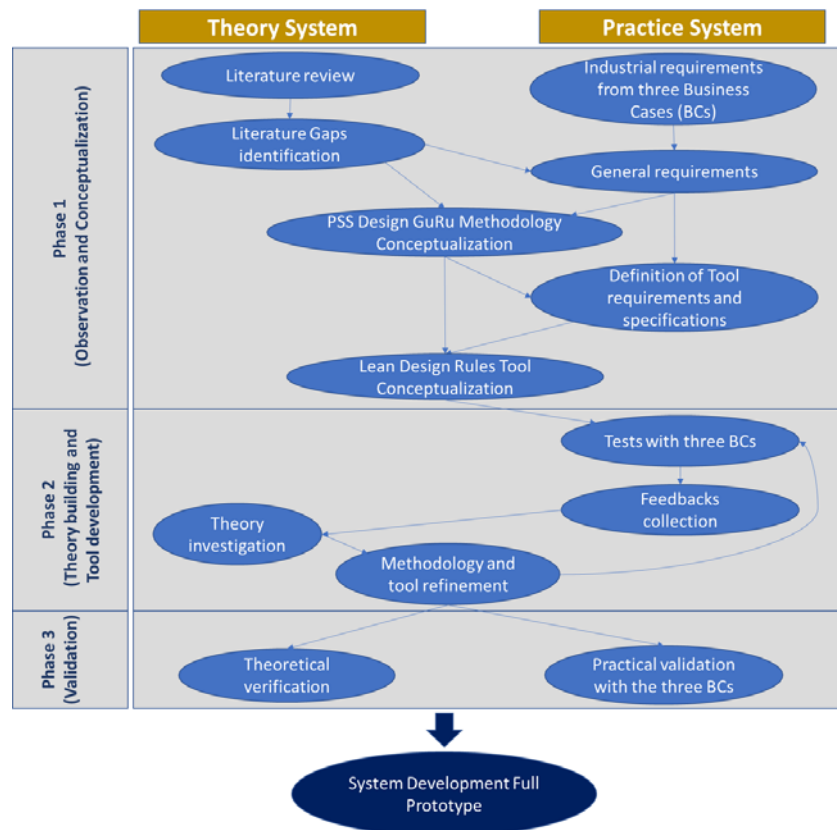 Theory System
Practice System
Phase 1
(Observation and Conceptualization)
Literature review
Industrial requirements
from three Business
Cases (BCs)
Literature Gaps
identification
General requirements
PSS Design GuRu Methodology
Conceptualization
Definition of Tool
requirements and
specifications
Lean Design Rules Tool
Conceptualization
Phase 2
(Theory building and
Tool development)
Tests with three BCs
Feedbacks
collection
Theory
investigation
Methodology and
tool refinement
Phase 3
(Validation)
Theoretical
verification
Practical validation
with the three BCs
System Development Full
Prototype